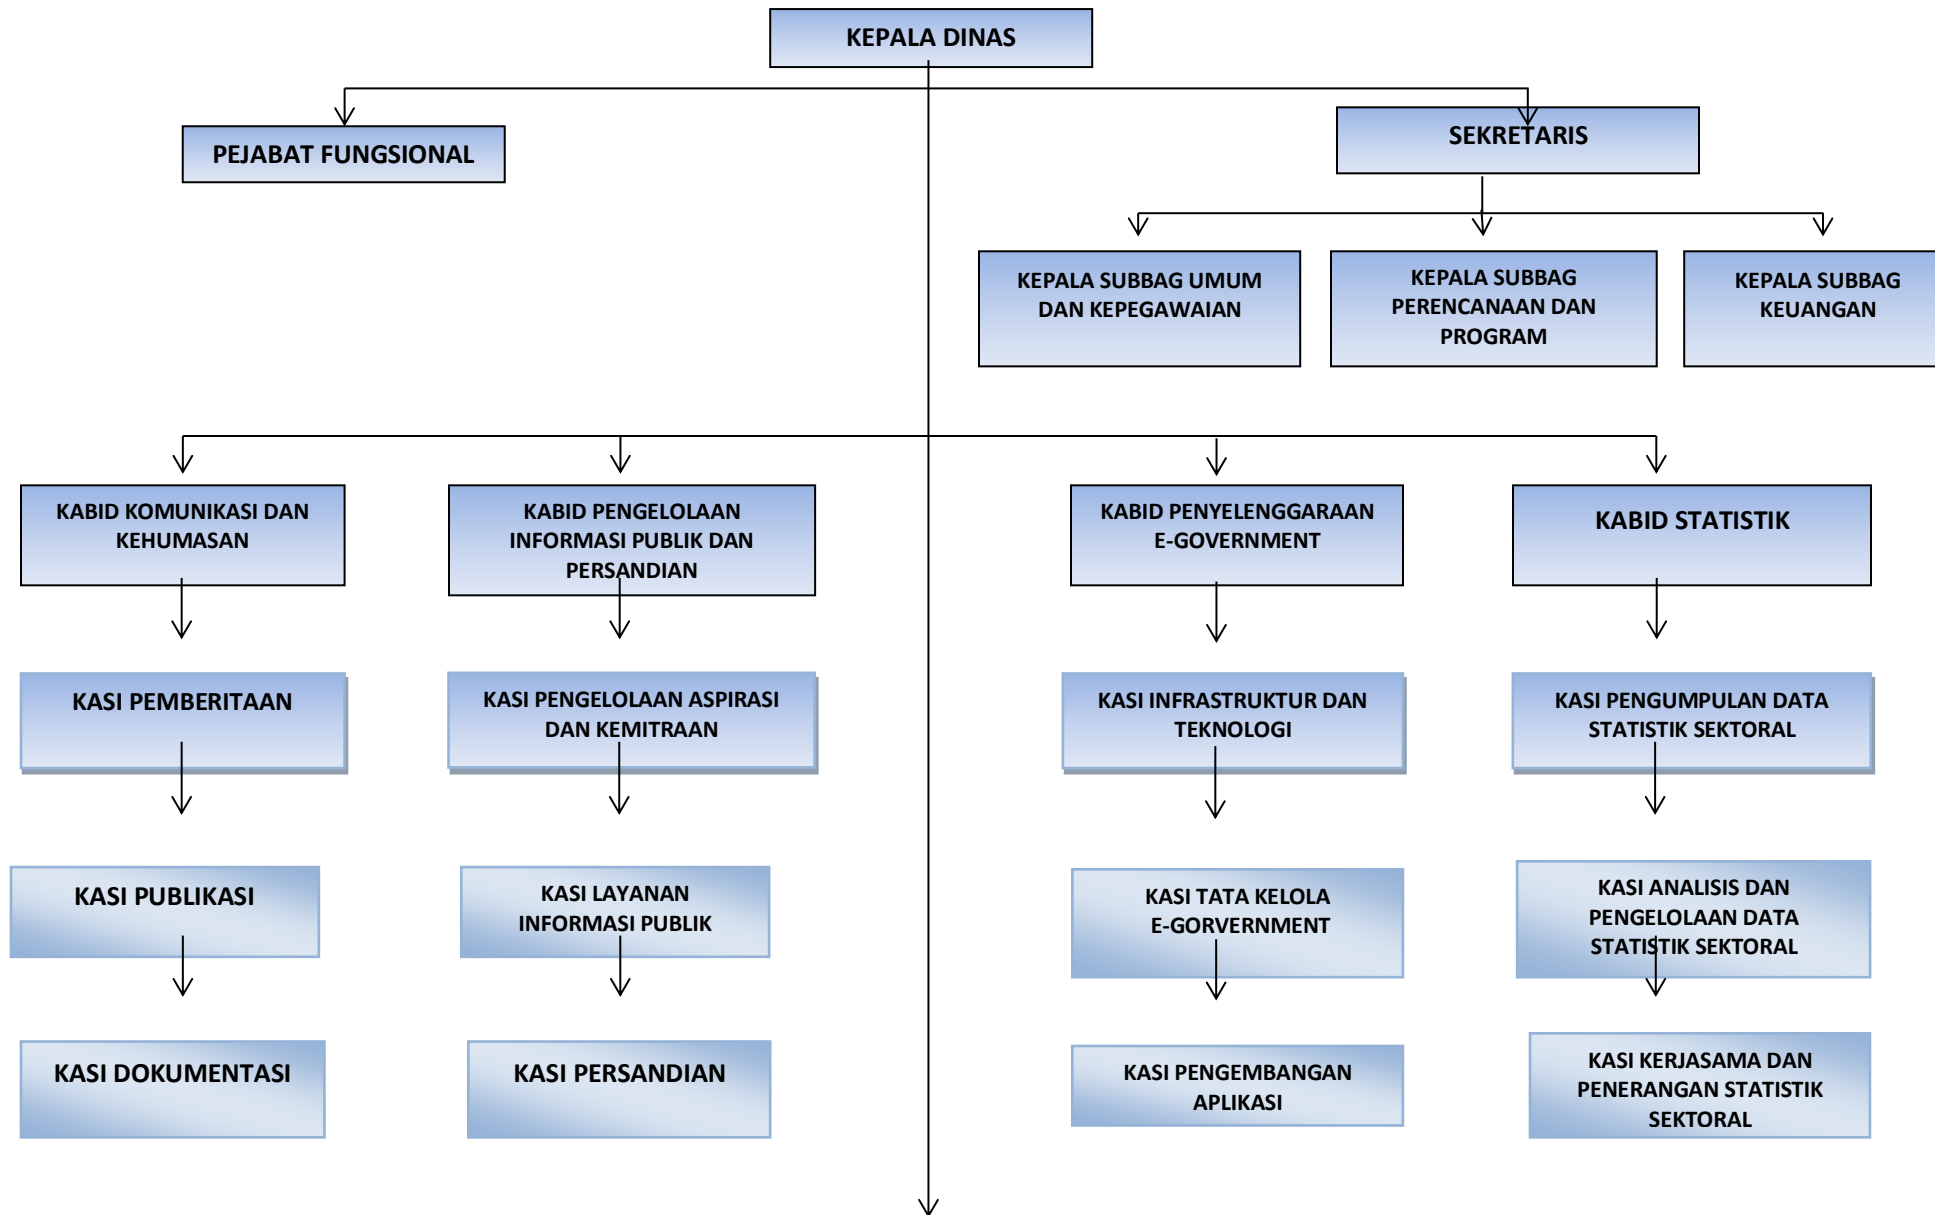 KEPALA DINAS
PEJABAT FUNGSIONAL
SEKRETARIS
KEPALA SUBBAG UMUM
DAN KEPEGAWAIAN
KEPALA SUBBAG
PERENCANAAN DAN
PROGRAM
KEPALA SUBBAG
KEUANGAN
KABID KOMUNIKASI DAN
KEHUMASAN
KABID PENGELOLAAN
INFORMASI PUBLIK DAN
PERSANDIAN
KABID PENYELENGGARAAN
E-GOVERNMENT
KABID STATISTIK
KASI PEMBERITAAN
KASI PENGELOLAAN ASPIRASI
DAN KEMITRAAN
KASI INFRASTRUKTUR DAN
TEKNOLOGI
KASI PENGUMPULAN DATA
STATISTIK SEKTORAL
KASI PUBLIKASI
KASI LAYANAN
INFORMASI PUBLIK
KASI TATA KELOLA
E-GORVERNMENT
KASI ANALISIS DAN
PENGELOLAAN DATA
STATISTIK SEKTORAL
KASI DOKUMENTASI
KASI PERSANDIAN
KASI PENGEMBANGAN
APLIKASI
KASI KERJASAMA DAN
PENERANGAN STATISTIK
SEKTORAL